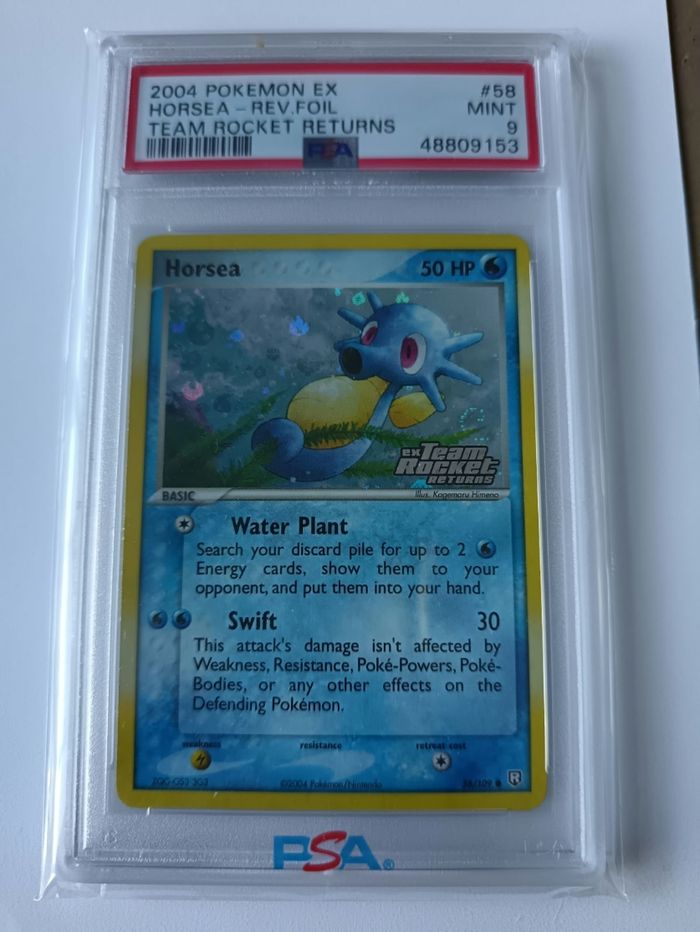 2004 POKEMON EX #58
HORSEA - REV.FOIL MINT
TEAM ROCKET RETURNS 9
PSA 48809153
Horsea 50 HP
EX Team
Rocket
RETURNS
BASIC Illus. Kagemaru Himeno
Water Plant
Search your discard pile for up to 2
Energy cards, show them to your
opponent, and put them into your hand.
Swift 30
This attack's damage isn't affected by
Weakness, Resistance, Poké-Powers, Poké-
Bodies, or any other effects on the
Defending Pokémon.
weakness resistance retreat cost
©2004 Pokémon/Nintendo 58/109 R
PSA®